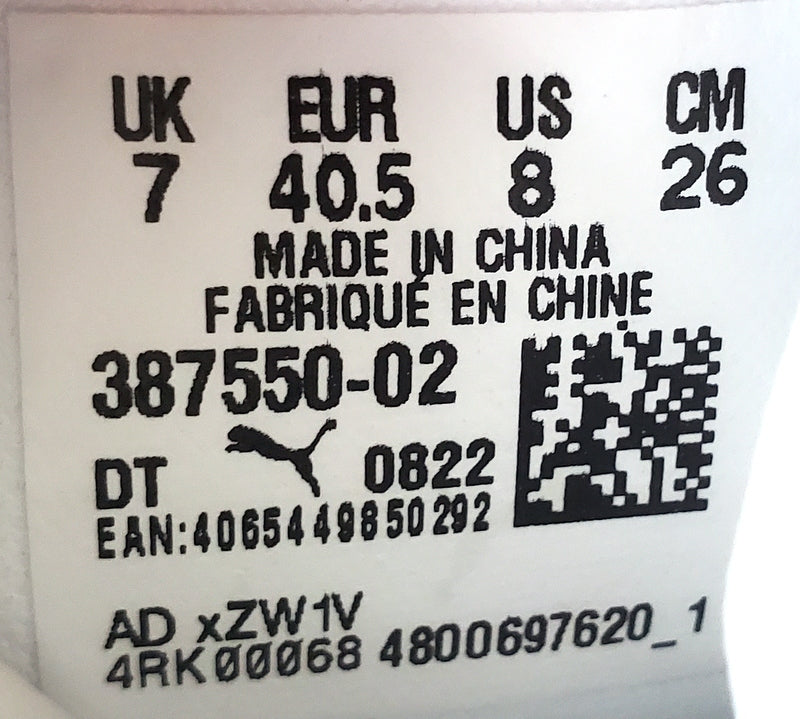 UK EUR US CM
7 40.5 8 26
MADE IN CHINA
FABRIQUÉ EN CHINE
387550-02
DT 0822
EAN:4065449850292
AD xZW1V
4RK00068 4800697620_1